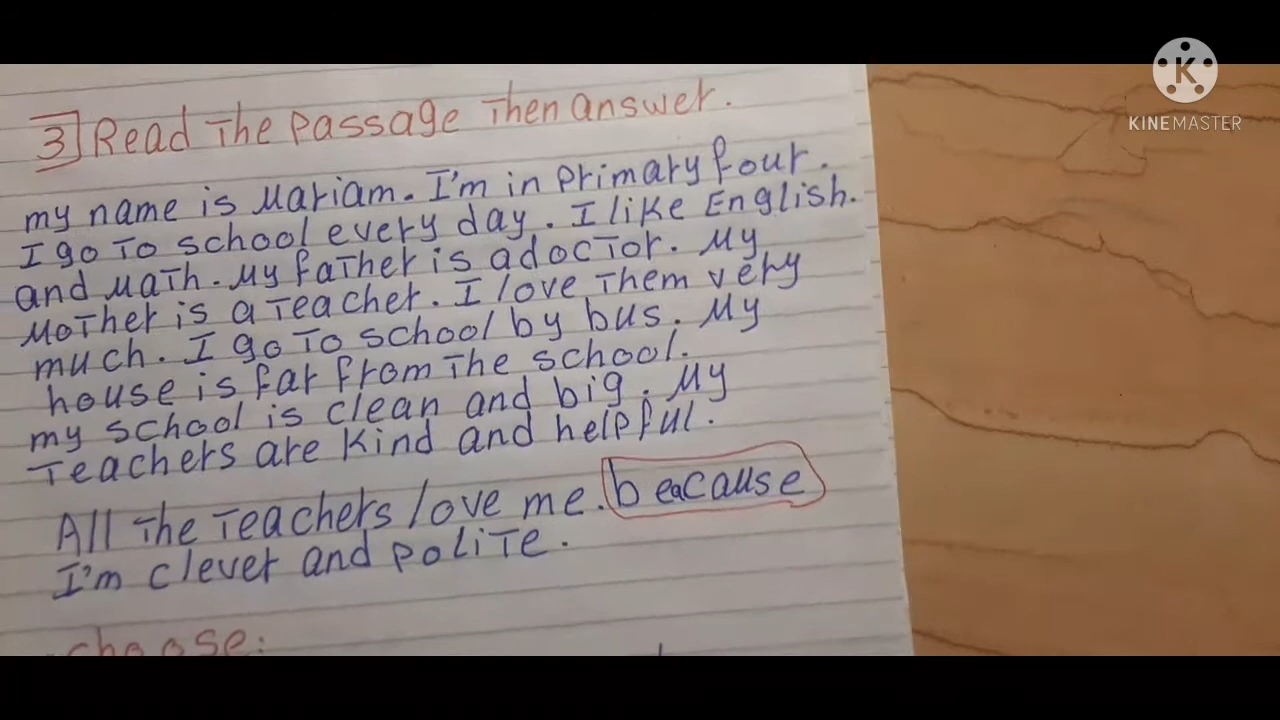 3 Read The Passage Then answer.
my name is Mariam. I'm in Primary four.
I go To school every day. I like English.
and Math. My father is a doctor. My
Mother is a Teacher. I love Them very
much. I go To school by bus. My
house is far from The school.
my school is clean and big. My
Teachers are Kind and helpful.
All The Teachers love me. beacause
I'm clever and polite.
choose:
K
KINEMASTER